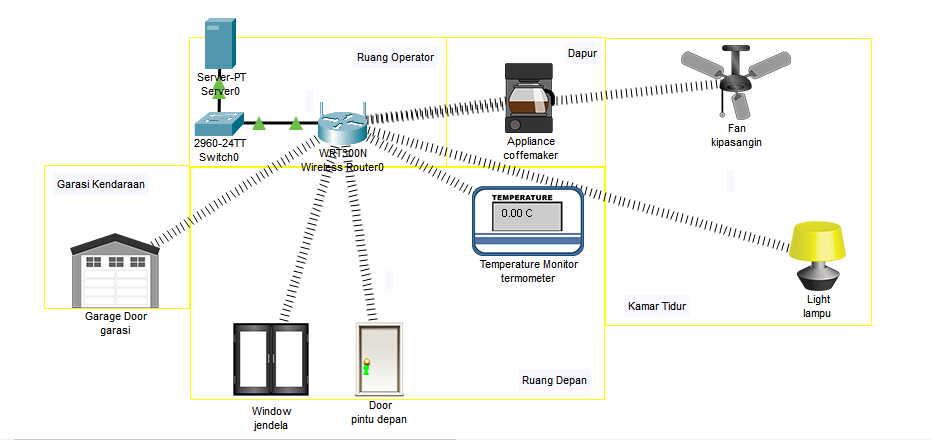 Server-PT
Server0
Ruang Operator
Dapur
2960-24TT
Switch0
WRT300N
Wireless Router0
Appliance
coffemaker
Fan
kipasangin
Garasi Kendaraan
TEMPERATURE
0.00 C
Temperature Monitor
termometer
Garage Door
garasi
Light
lampu
Kamar Tidur
Ruang Depan
Window
jendela
Door
pintu depan